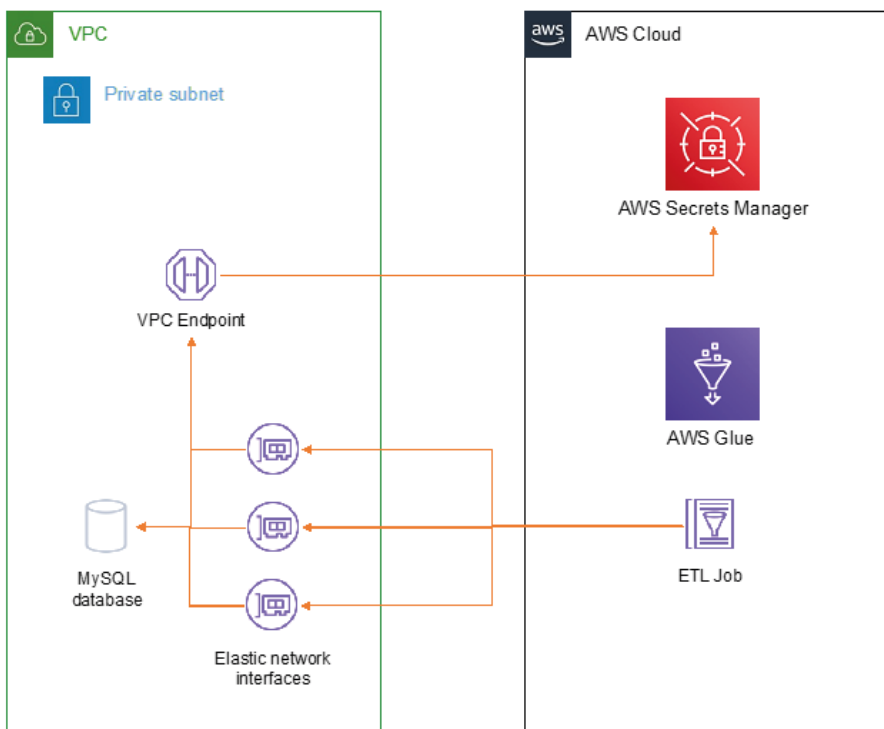 VPC
Private subnet
VPC Endpoint
MySQL
database
Elastic network
interfaces
aws
AWS Cloud
AWS Secrets Manager
AWS Glue
ETL Job